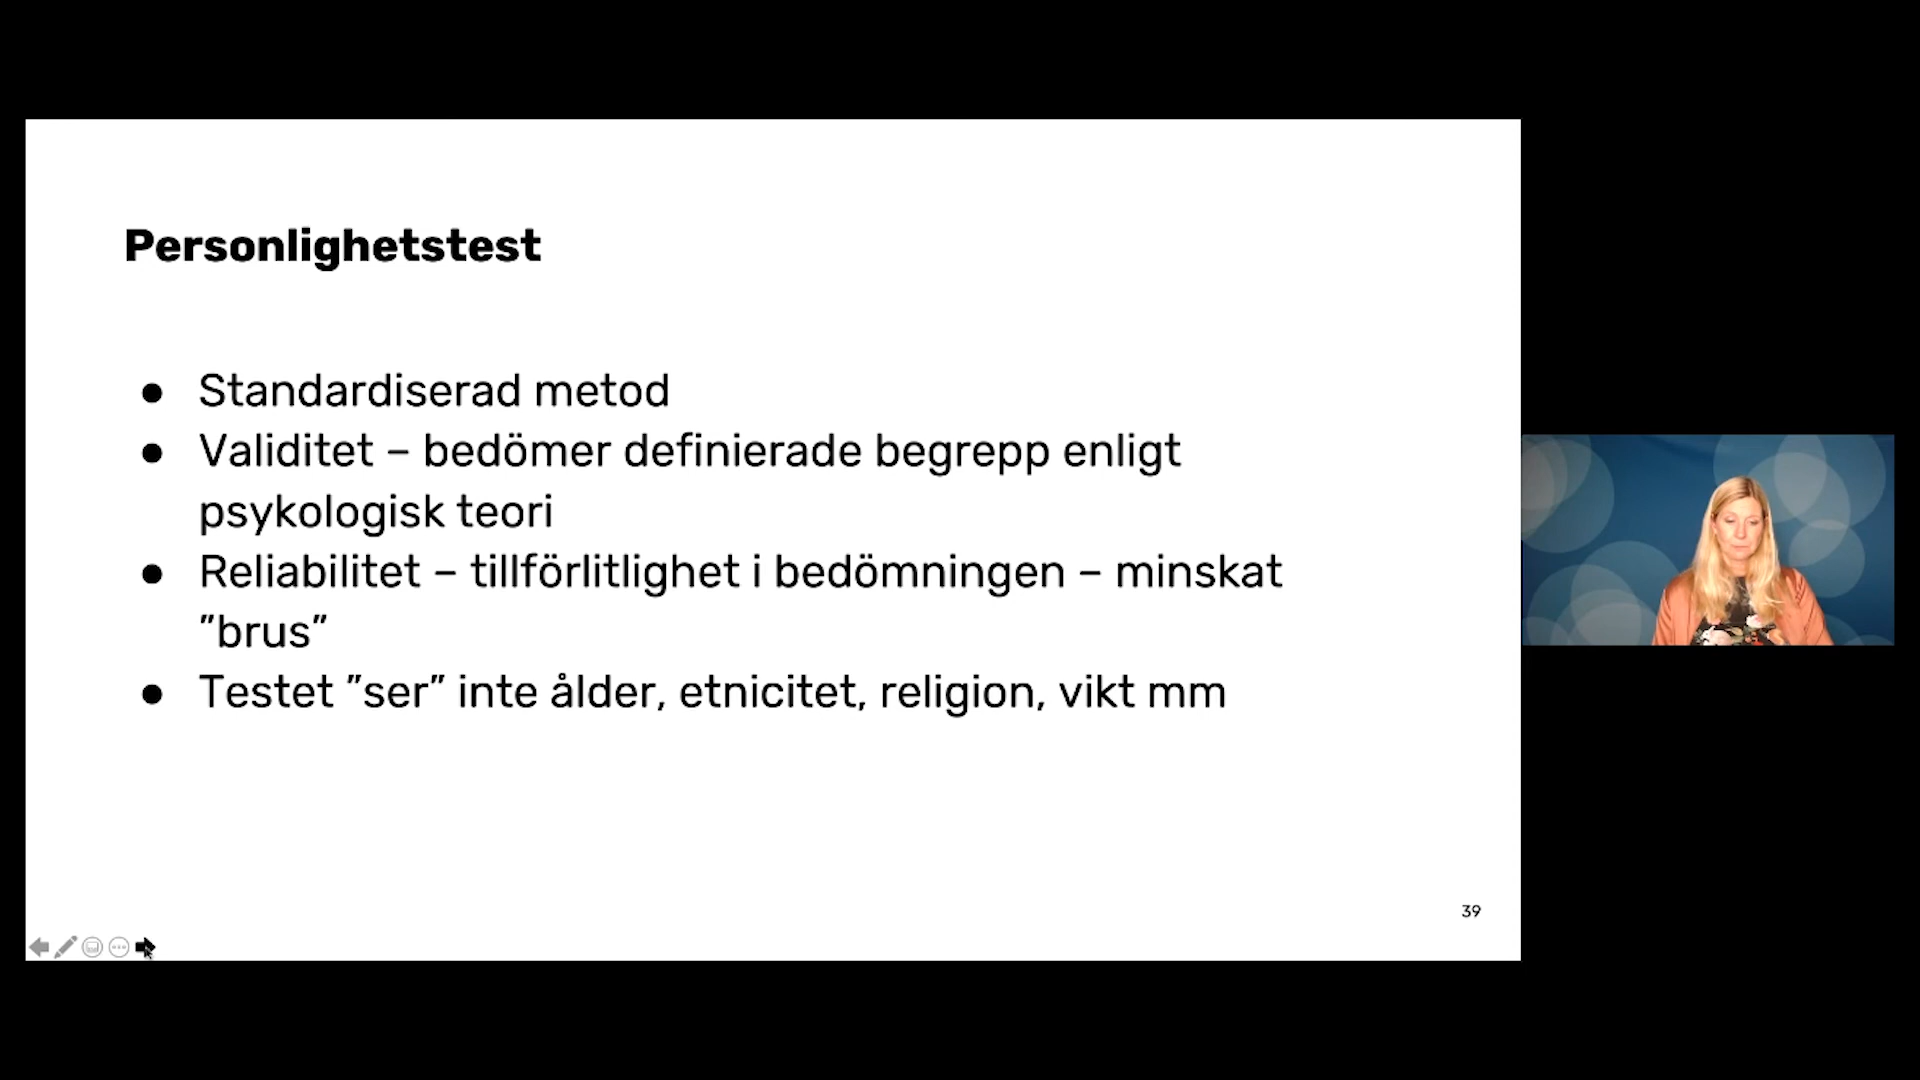 Personlighetstest
● Standardiserad metod
● Validitet – bedömer definierade begrepp enligt
psykologisk teori
● Reliabilitet – tillförlitlighet i bedömningen – minskat
”brus”
● Testet ”ser” inte ålder, etnicitet, religion, vikt mm
39